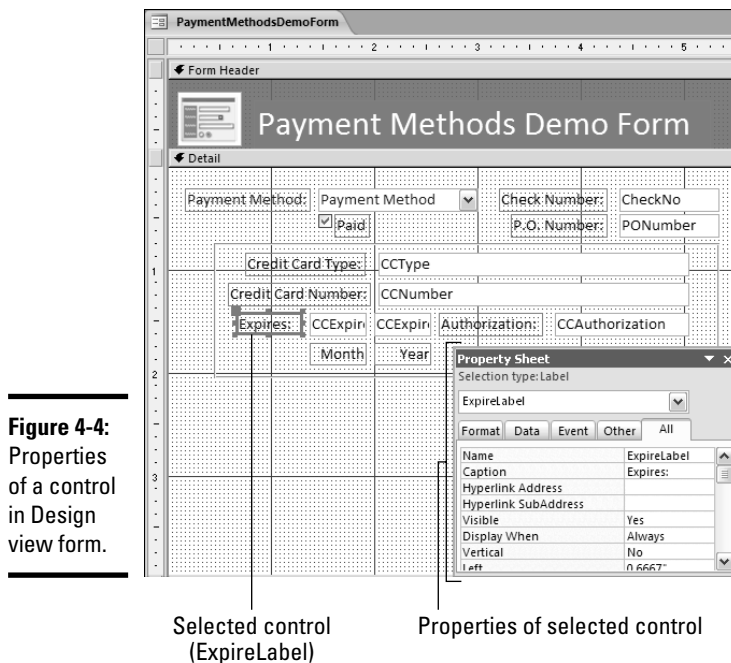 PaymentMethodsDemoForm
1 2 3 4 5
Form Header
Payment Methods Demo Form
Detail
Payment Method: Payment Method Check Number: CheckNo
Paid P.O. Number: PONumber
1
Credit Card Type: CCType
Credit Card Number: CCNumber
Expires: CCExpir CCExpir Authorization: CCAuthorization
Month Year
2
Property Sheet
Selection type: Label
ExpireLabel
Format Data Event Other All
Name ExpireLabel
Caption Expires:
Hyperlink Address
Hyperlink SubAddress
Visible Yes
Display When Always
Vertical No
Left 0.6667"
3
Figure 4-4:
Properties
of a control
in Design
view form.
Selected control
(ExpireLabel)
Properties of selected control